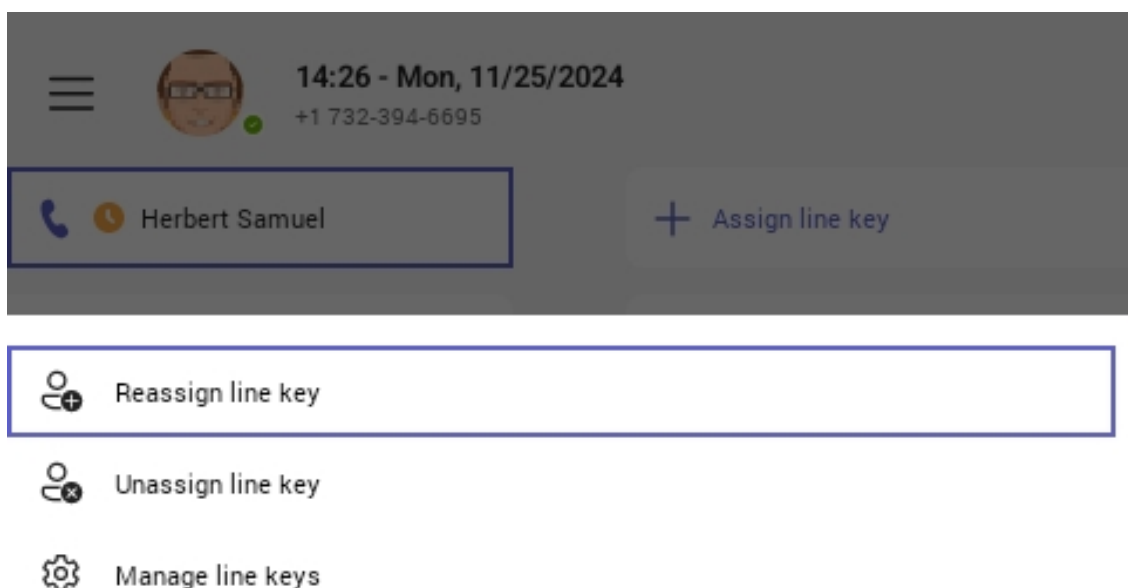 14:26 - Mon, 11/25/2024
+1 732-394-6695
Herbert Samuel
Assign line key
Reassign line key
Unassign line key
Manage line keys